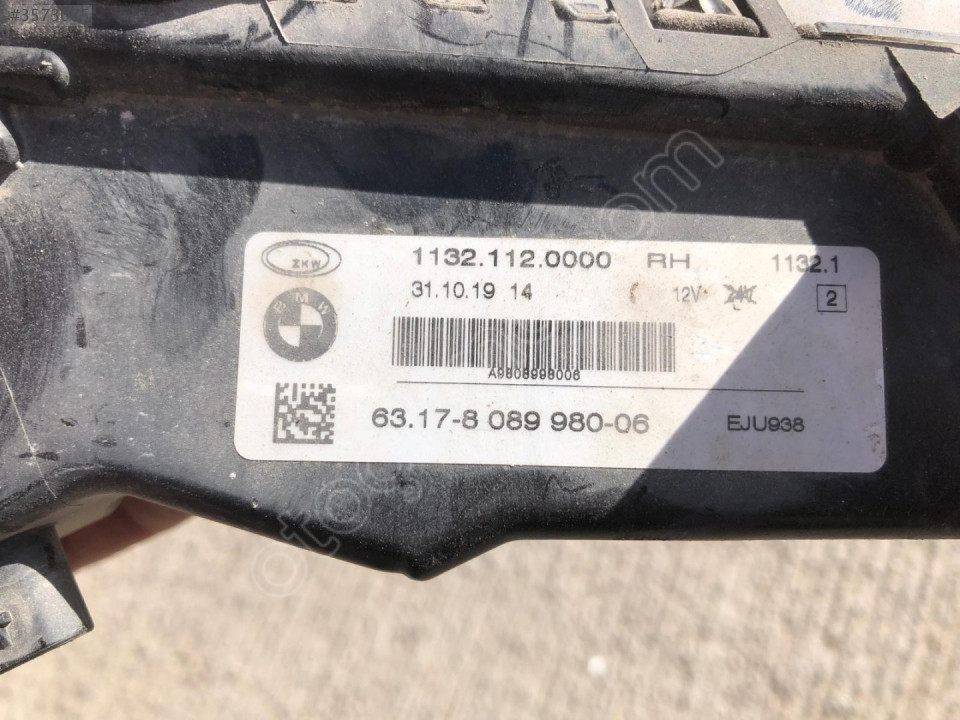 #3573
ZKW
1132.112.0000 RH 1132.1
BMW
31.10.19 14
12V
2
A9808998006
63.17-8 089 980-06 EJU938